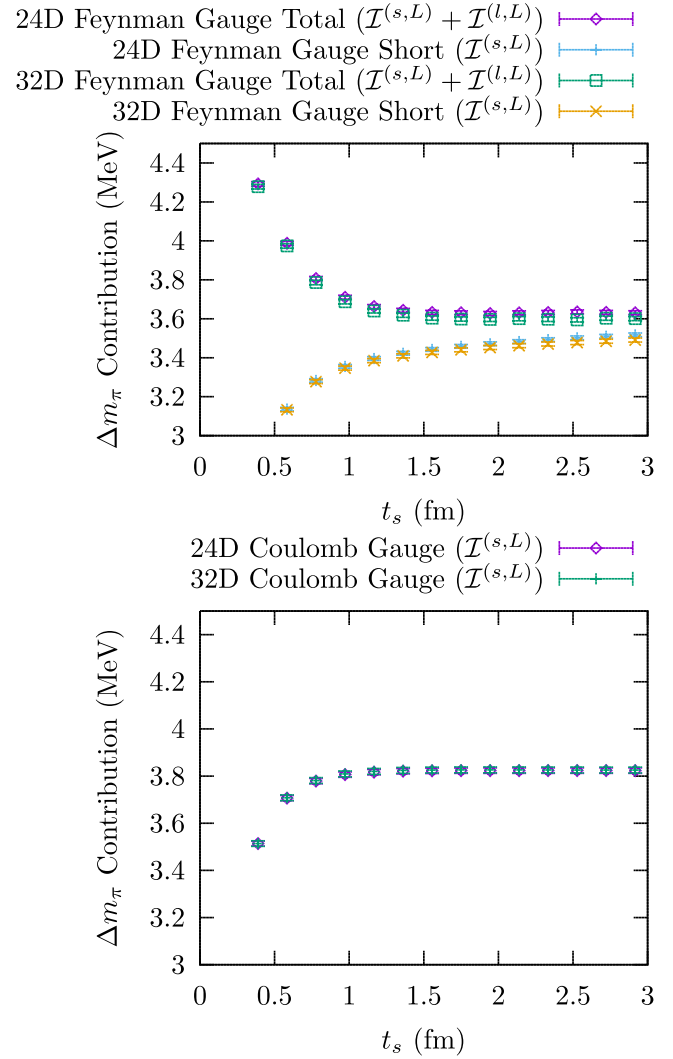 24D Feynman Gauge Total (ℐ^(s,L) + ℐ^(l,L))
24D Feynman Gauge Short (ℐ^(s,L))
32D Feynman Gauge Total (ℐ^(s,L) + ℐ^(l,L))
32D Feynman Gauge Short (ℐ^(s,L))
Δm_π Contribution (MeV)
4.4
4.2
4
3.8
3.6
3.4
3.2
3
0 0.5 1 1.5 2 2.5 3
t_s (fm)
24D Coulomb Gauge (ℐ^(s,L))
32D Coulomb Gauge (ℐ^(s,L))
Δm_π Contribution (MeV)
4.4
4.2
4
3.8
3.6
3.4
3.2
3
0 0.5 1 1.5 2 2.5 3
t_s (fm)